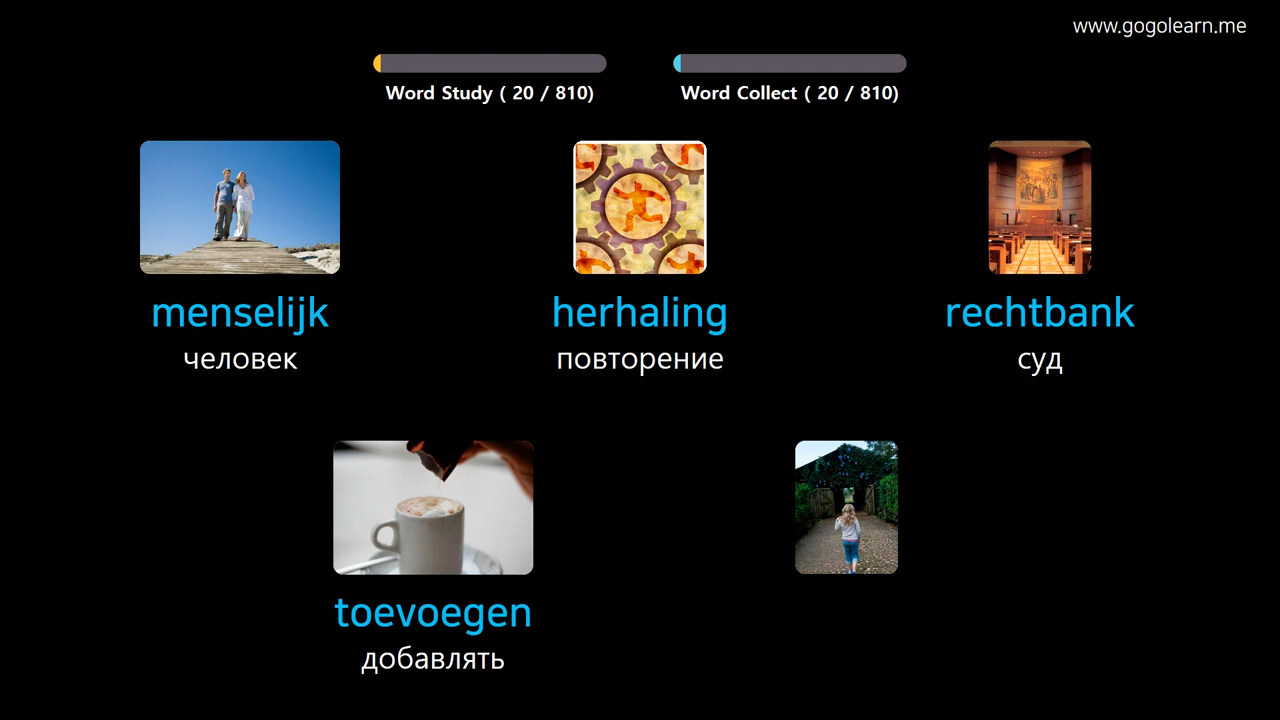 www.gogolearn.me
Word Study ( 20 / 810)
Word Collect ( 20 / 810)
menselijk
человек
herhaling
повторение
rechtbank
суд
toevoegen
добавлять